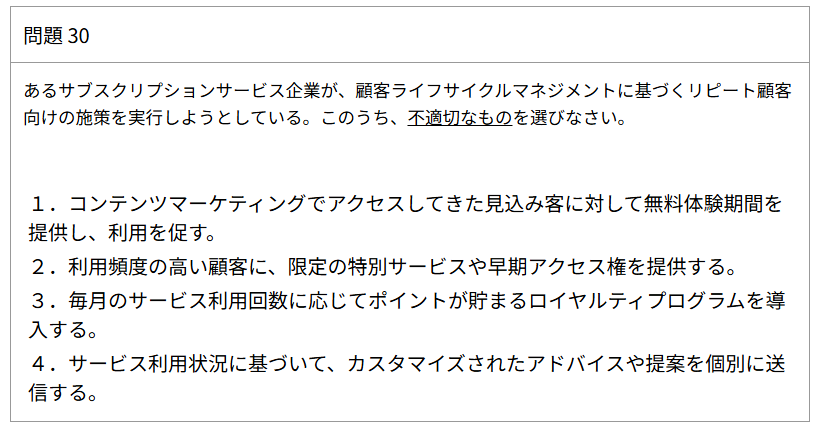 問題 30
あるサブスクリプションサービス企業が、顧客ライフサイクルマネジメントに基づくリピート顧客
向けの施策を実行しようとしている。このうち、不適切なものを選びなさい。
１．コンテンツマーケティングでアクセスしてきた見込み客に対して無料体験期間を
提供し、利用を促す。
２．利用頻度の高い顧客に、限定の特別サービスや早期アクセス権を提供する。
３．毎月のサービス利用回数に応じてポイントが貯まるロイヤルティプログラムを導
入する。
４．サービス利用状況に基づいて、カスタマイズされたアドバイスや提案を個別に送
信する。